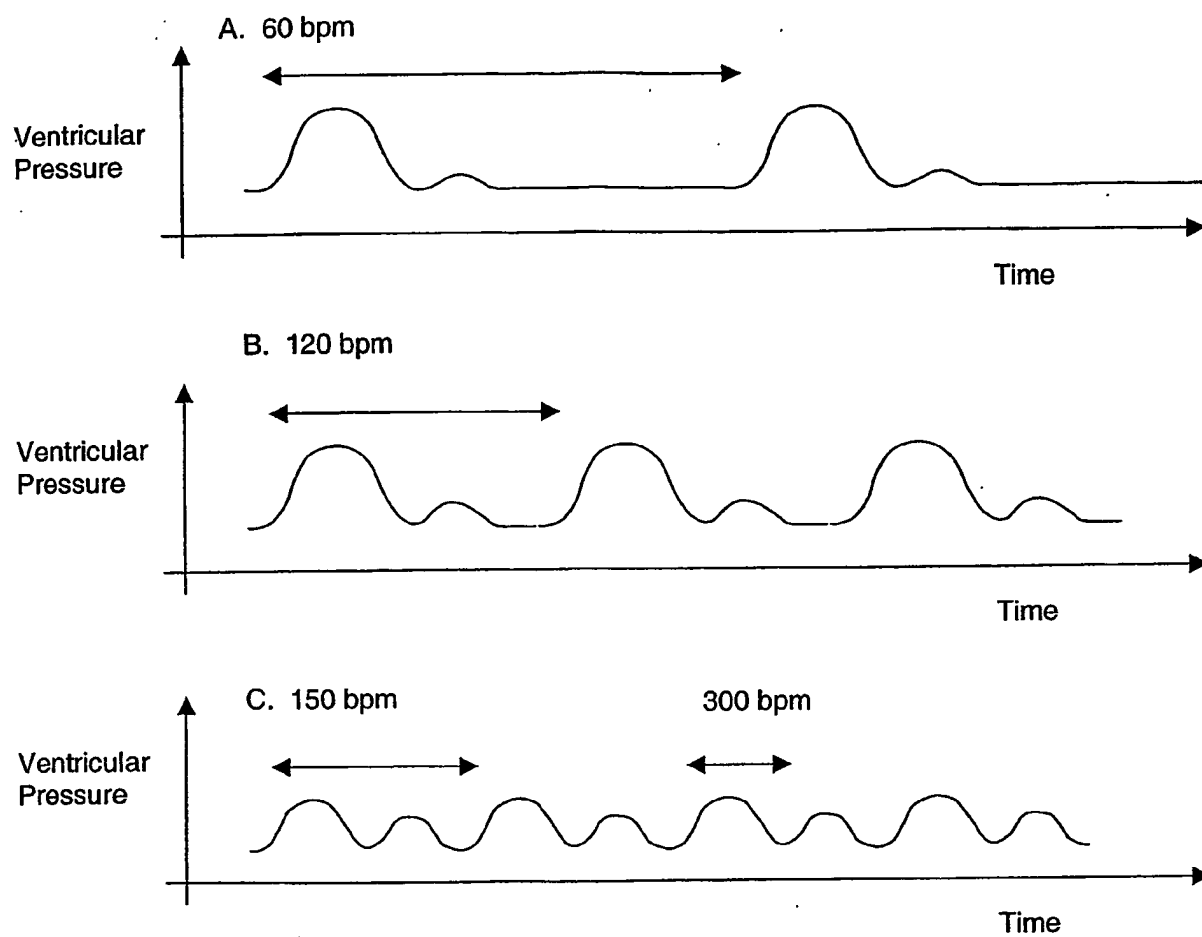 A. 60 bpm
Ventricular
Pressure
Time
B. 120 bpm
Ventricular
Pressure
Time
C. 150 bpm
300 bpm
Ventricular
Pressure
Time